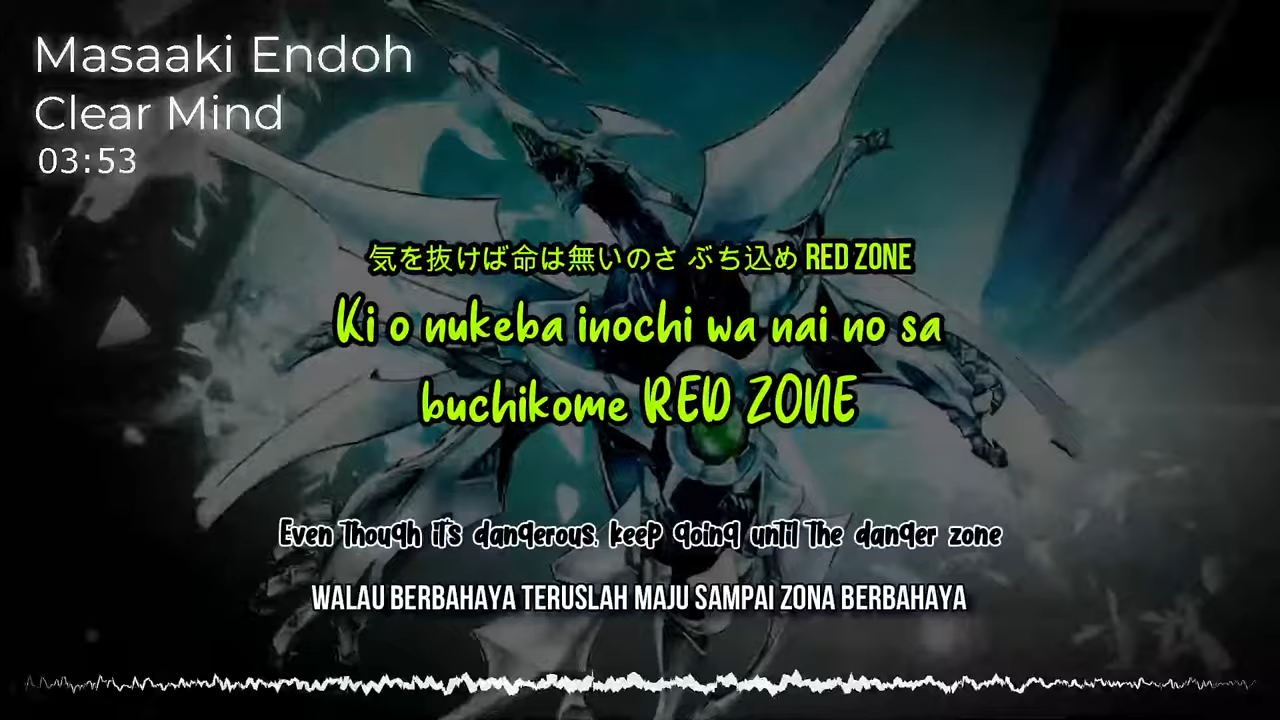 Masaaki Endoh
Clear Mind
03:53
気を抜けば命は無いのさ ぶち込め RED ZONE
Ki o nukeba inochi wa nai no sa
buchikome RED ZONE
Even Though it's dangerous, keep going until the danger zone
WALAU BERBAHAYA TERUSLAH MAJU SAMPAI ZONA BERBAHAYA